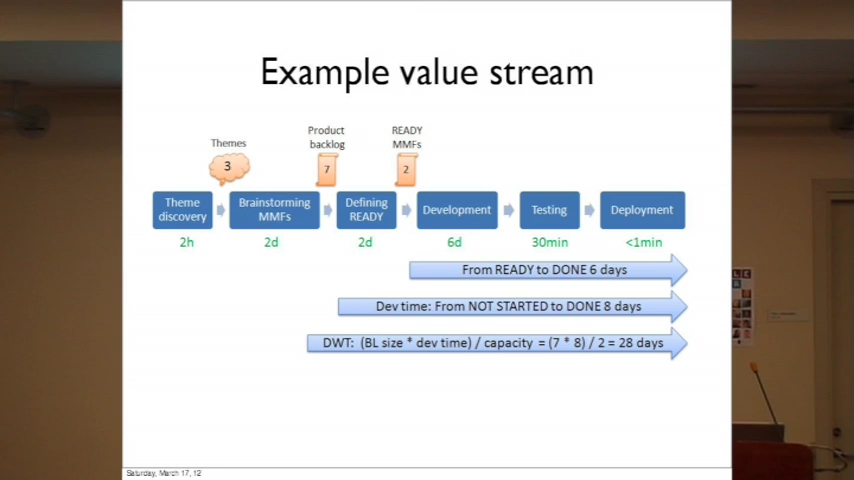 Example value stream
Themes
3
Product
backlog
7
READY
MMFs
2
Theme
discovery
Brainstorming
MMFs
Defining
READY
Development
Testing
Deployment
2h
2d
2d
6d
30min
<1min
From READY to DONE 6 days
Dev time: From NOT STARTED to DONE 8 days
DWT: (BL size * dev time) / capacity = (7 * 8) / 2 = 28 days
Saturday, March 17, 12